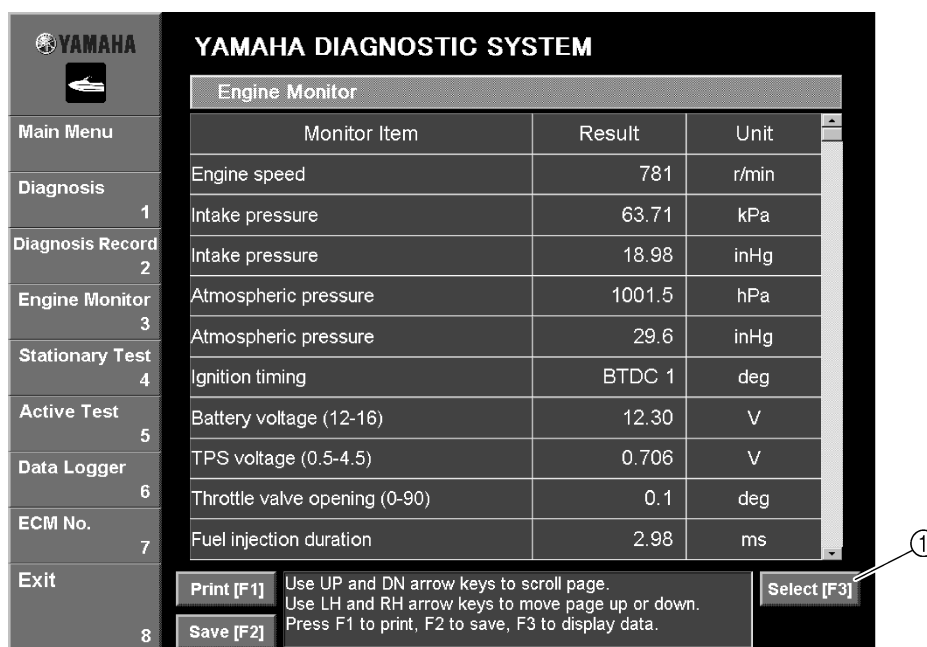 YAMAHA
YAMAHA DIAGNOSTIC SYSTEM
Engine Monitor
Main Menu
Diagnosis
1
Diagnosis Record
2
Engine Monitor
3
Stationary Test
4
Active Test
5
Data Logger
6
ECM No.
7
Exit
8
Monitor Item Result Unit
Engine speed 781 r/min
Intake pressure 63.71 kPa
Intake pressure 18.98 inHg
Atmospheric pressure 1001.5 hPa
Atmospheric pressure 29.6 inHg
Ignition timing BTDC 1 deg
Battery voltage (12-16) 12.30 V
TPS voltage (0.5-4.5) 0.706 V
Throttle valve opening (0-90) 0.1 deg
Fuel injection duration 2.98 ms
Print [F1]
Save [F2]
Use UP and DN arrow keys to scroll page.
Use LH and RH arrow keys to move page up or down.
Press F1 to print, F2 to save, F3 to display data.
Select [F3]
1